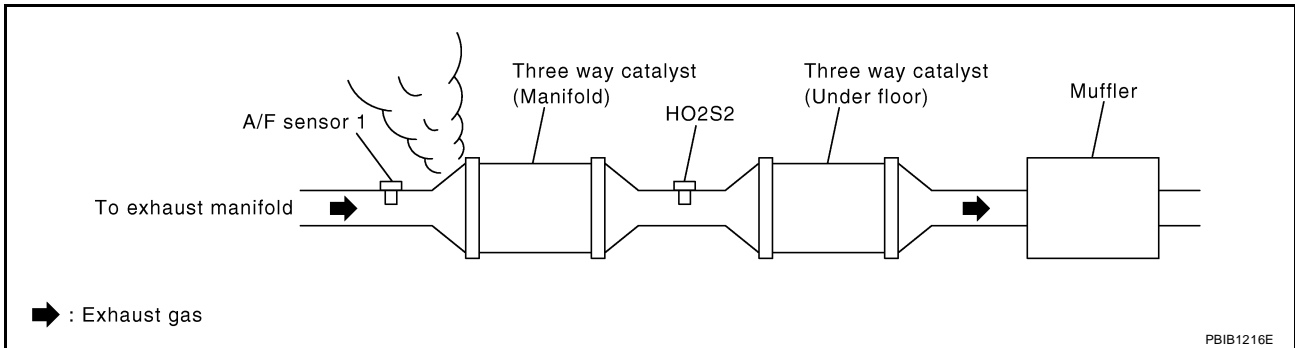 Three way catalyst
(Manifold)
Three way catalyst
(Under floor)
Muffler
HO2S2
A/F sensor 1
To exhaust manifold
: Exhaust gas
PBIB1216E